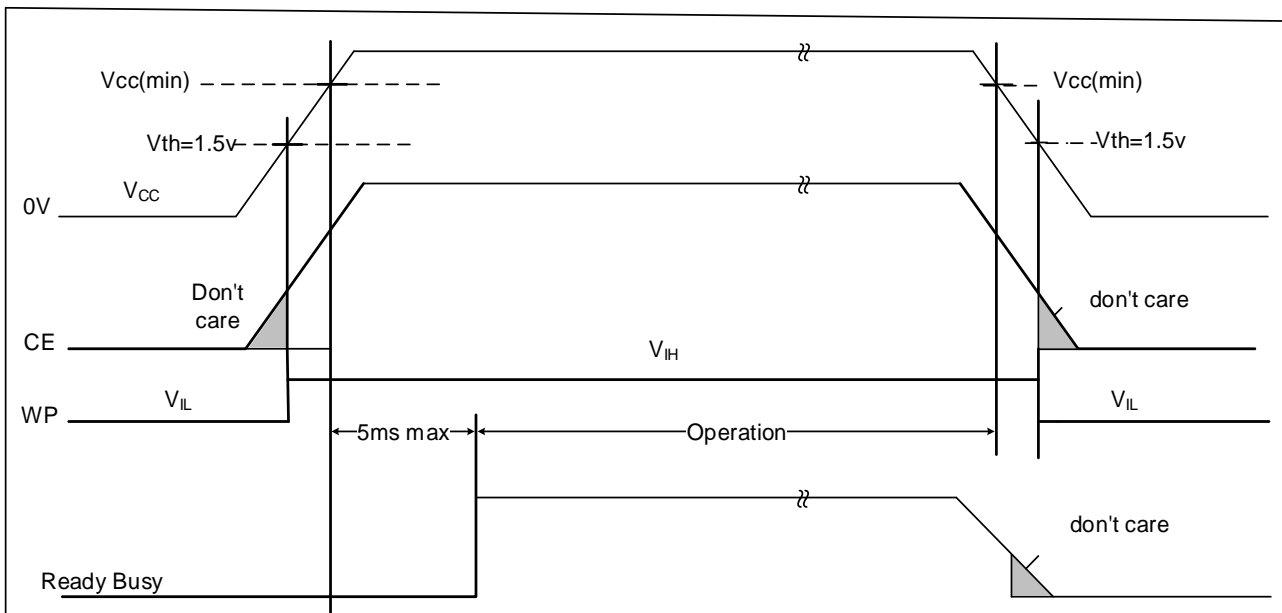 Vcc(min)
Vcc(min)
Vth=1.5v
Vth=1.5v
VCC
0V
Don't
care
don't care
CE
VIH
VIL
VIL
WP
5ms max
Operation
don't care
Ready Busy